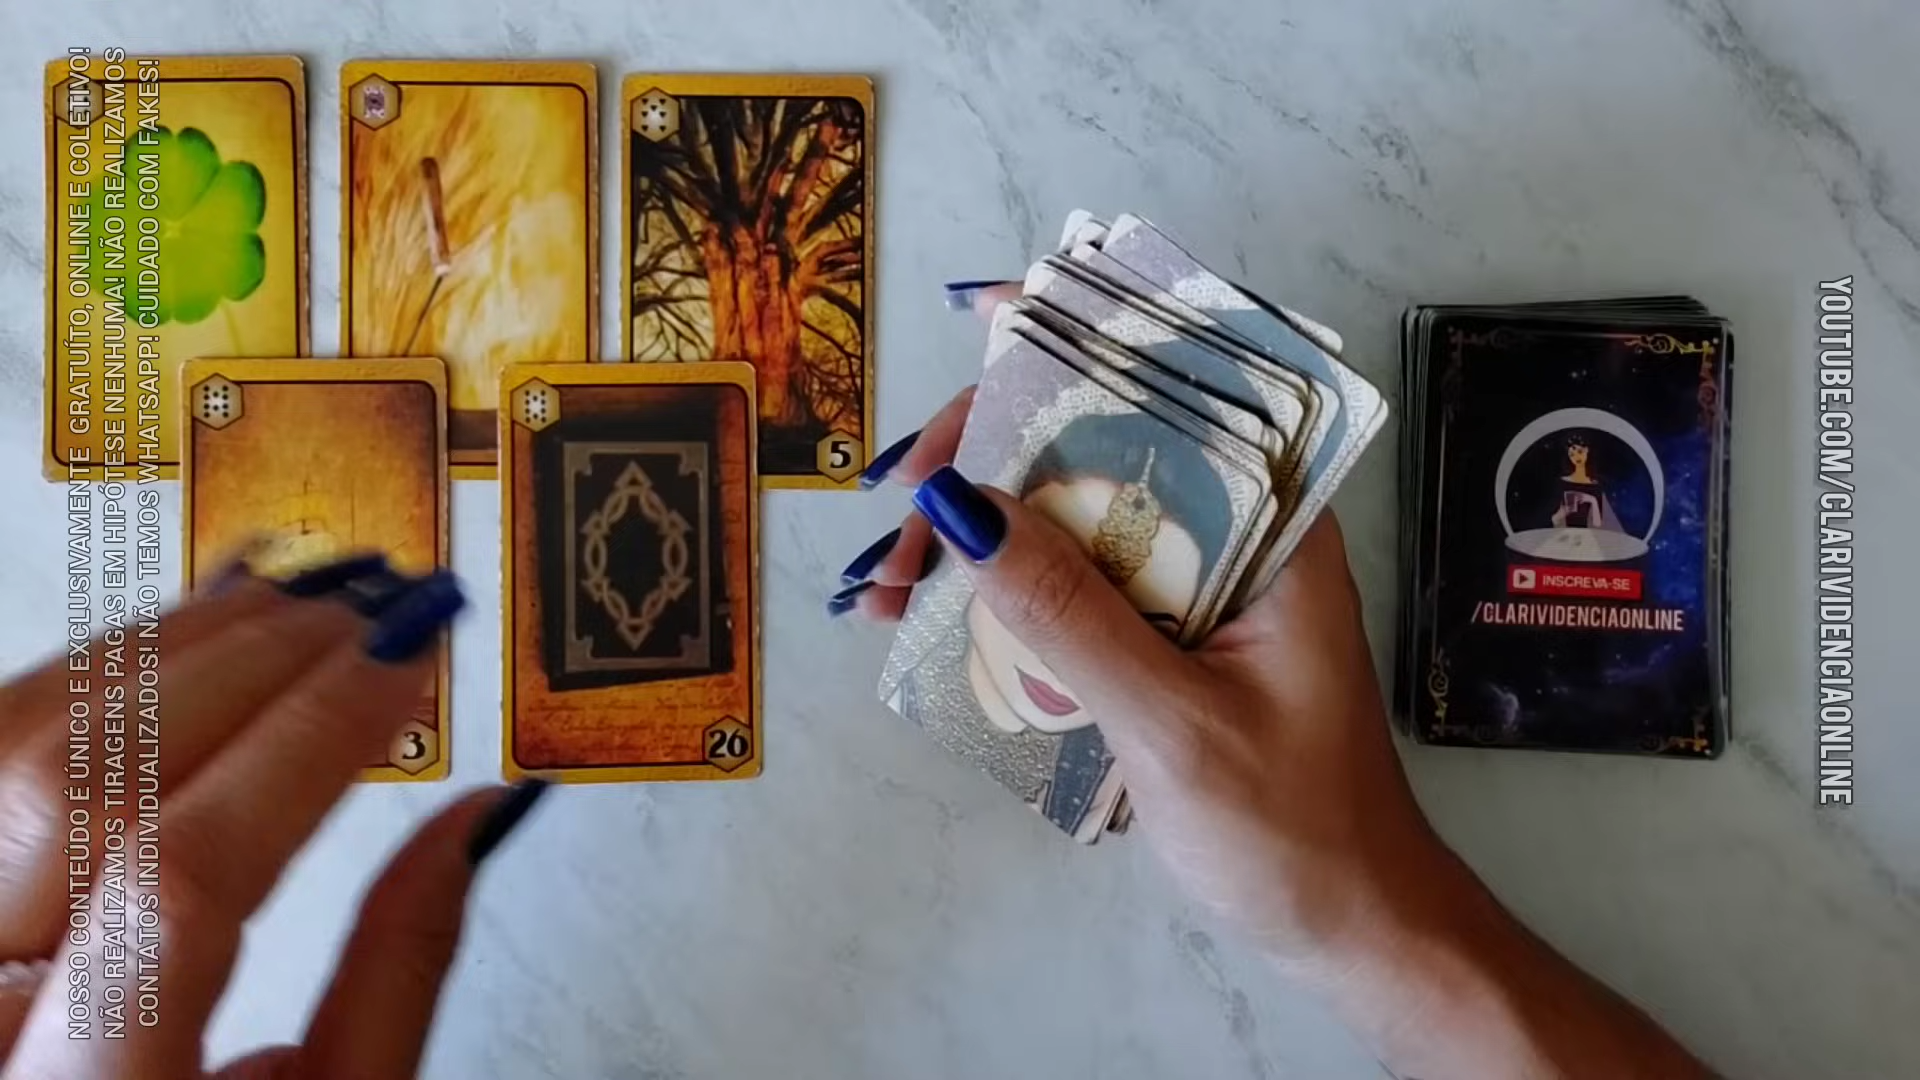 NOSSO CONTEÚDO É ÚNICO E EXCLUSIVAMENTE GRATUÍTO, ONLINE E COLETIVO!
NÃO REALIZAMOS TIRAGENS PAGAS EM HIPÓTESE NENHUMA! NÃO REALIZAMOS
CONTATOS INDIVIDUALIZADOS! NÃO TEMOS WHATSAPP! CUIDADO COM FAKES!
5
3
26
INSCREVA-SE
/CLARIVIDENCIAONLINE
YOUTUBE.COM/CLARIVIDENCIAONLINE